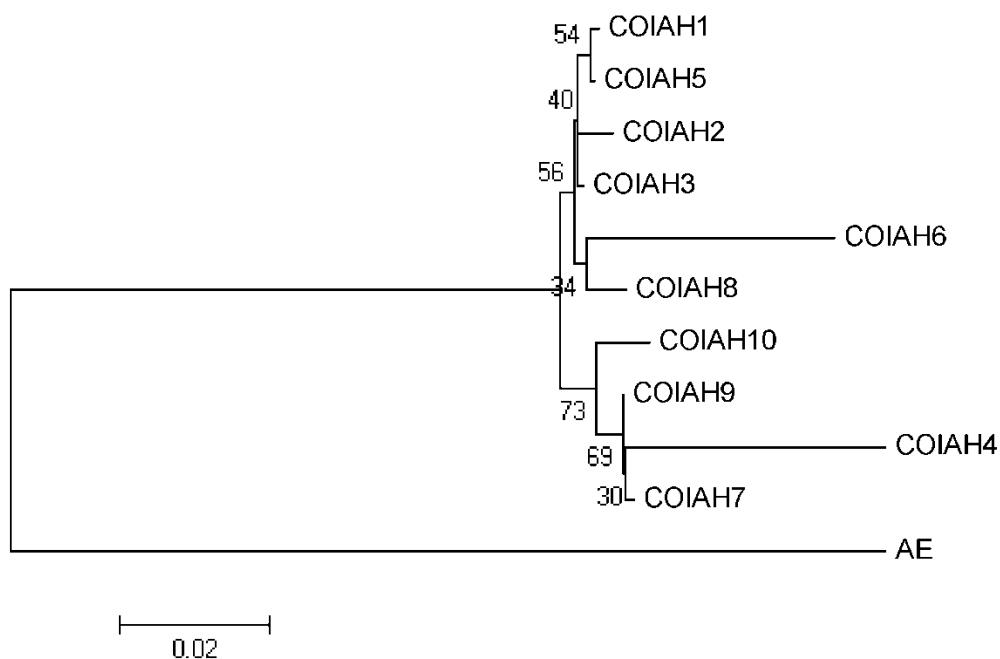 54
COIAH1
COIAH5
40
COIAH2
56
COIAH3
COIAH6
34
COIAH8
COIAH10
COIAH9
73
COIAH4
69
30
COIAH7
AE
0.02